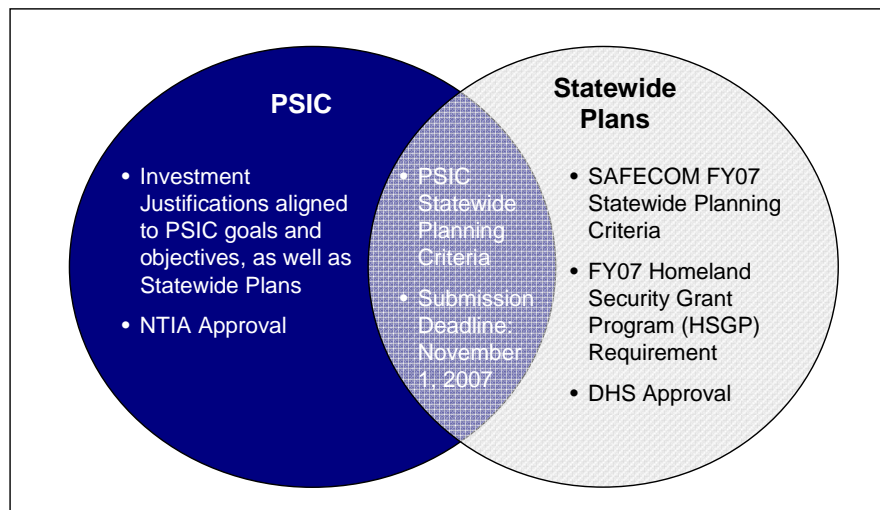 PSIC
• Investment
Justifications aligned
to PSIC goals and
objectives, as well as
Statewide Plans
• NTIA Approval
• PSIC
Statewide
Planning
Criteria
• Submission
Deadline:
November
1, 2007
Statewide
Plans
• SAFECOM FY07
Statewide Planning
Criteria
• FY07 Homeland
Security Grant
Program (HSGP)
Requirement
• DHS Approval